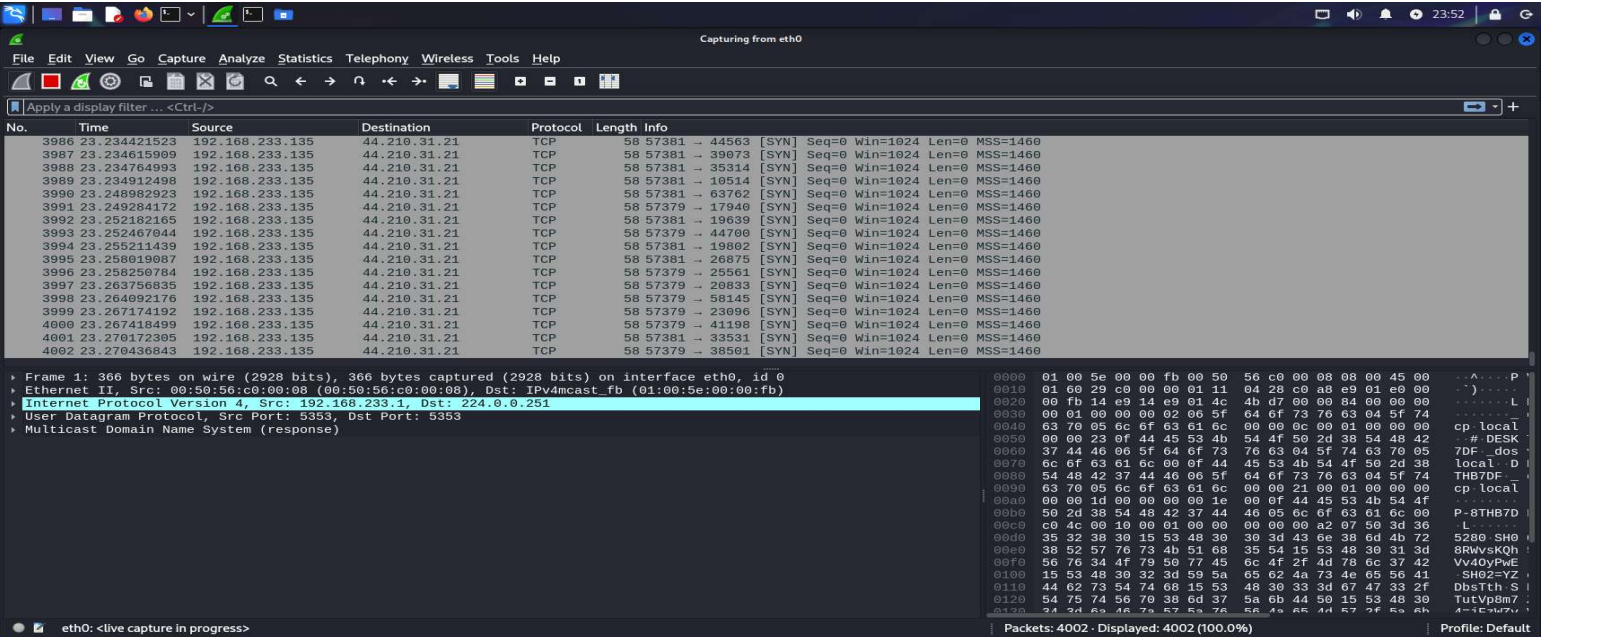 23:52
Capturing from eth0
File Edit View Go Capture Analyze Statistics Telephony Wireless Tools Help
Apply a display filter … <Ctrl-/>
No. Time Source Destination Protocol Length Info
3986 23.234421523 192.168.233.135 44.210.31.21 TCP 58 57381 → 44563 [SYN] Seq=0 Win=1024 Len=0 MSS=1460
3987 23.234615909 192.168.233.135 44.210.31.21 TCP 58 57381 → 39073 [SYN] Seq=0 Win=1024 Len=0 MSS=1460
3988 23.234764993 192.168.233.135 44.210.31.21 TCP 58 57381 → 35314 [SYN] Seq=0 Win=1024 Len=0 MSS=1460
3989 23.234912498 192.168.233.135 44.210.31.21 TCP 58 57381 → 10514 [SYN] Seq=0 Win=1024 Len=0 MSS=1460
3990 23.248982923 192.168.233.135 44.210.31.21 TCP 58 57381 → 63762 [SYN] Seq=0 Win=1024 Len=0 MSS=1460
3991 23.249284172 192.168.233.135 44.210.31.21 TCP 58 57379 → 17940 [SYN] Seq=0 Win=1024 Len=0 MSS=1460
3992 23.252182165 192.168.233.135 44.210.31.21 TCP 58 57381 → 19639 [SYN] Seq=0 Win=1024 Len=0 MSS=1460
3993 23.252467044 192.168.233.135 44.210.31.21 TCP 58 57379 → 44700 [SYN] Seq=0 Win=1024 Len=0 MSS=1460
3994 23.255211439 192.168.233.135 44.210.31.21 TCP 58 57381 → 19802 [SYN] Seq=0 Win=1024 Len=0 MSS=1460
3995 23.258019087 192.168.233.135 44.210.31.21 TCP 58 57381 → 26875 [SYN] Seq=0 Win=1024 Len=0 MSS=1460
3996 23.258250784 192.168.233.135 44.210.31.21 TCP 58 57379 → 25561 [SYN] Seq=0 Win=1024 Len=0 MSS=1460
3997 23.263756835 192.168.233.135 44.210.31.21 TCP 58 57379 → 20833 [SYN] Seq=0 Win=1024 Len=0 MSS=1460
3998 23.264092176 192.168.233.135 44.210.31.21 TCP 58 57379 → 58145 [SYN] Seq=0 Win=1024 Len=0 MSS=1460
3999 23.267174192 192.168.233.135 44.210.31.21 TCP 58 57379 → 23096 [SYN] Seq=0 Win=1024 Len=0 MSS=1460
4000 23.267418499 192.168.233.135 44.210.31.21 TCP 58 57379 → 41198 [SYN] Seq=0 Win=1024 Len=0 MSS=1460
4001 23.270172305 192.168.233.135 44.210.31.21 TCP 58 57381 → 33531 [SYN] Seq=0 Win=1024 Len=0 MSS=1460
4002 23.270436843 192.168.233.135 44.210.31.21 TCP 58 57379 → 38501 [SYN] Seq=0 Win=1024 Len=0 MSS=1460
Frame 1: 366 bytes on wire (2928 bits), 366 bytes captured (2928 bits) on interface eth0, id 0
Ethernet II, Src: 00:50:56:c0:00:08 (00:50:56:c0:00:08), Dst: IPv4mcast_fb (01:00:5e:00:00:fb)
Internet Protocol Version 4, Src: 192.168.233.1, Dst: 224.0.0.251
User Datagram Protocol, Src Port: 5353, Dst Port: 5353
Multicast Domain Name System (response)
0000 01 00 5e 00 00 fb 00 50 56 c0 00 08 08 00 45 00 ··^····P
0010 01 60 29 c0 00 00 01 11 04 28 c0 a8 e9 01 e0 00 ·`)·····
0020 00 fb 14 e9 14 e9 01 4c 4b d7 00 00 84 00 00 00 ·······L
0030 00 01 00 00 00 02 06 5f 64 6f 73 76 63 04 5f 74 ·······_
0040 63 70 05 6c 6f 63 61 6c 00 00 0c 00 01 00 00 00 cp·local
0050 00 00 23 0f 44 45 53 4b 54 4f 50 2d 38 54 48 42 ··#·DESK
0060 37 44 46 06 5f 64 6f 73 76 63 04 5f 74 63 70 05 7DF·_dos
0070 6c 6f 63 61 6c 00 0f 44 45 53 4b 54 4f 50 2d 38 local··D
0080 54 48 42 37 44 46 06 5f 64 6f 73 76 63 04 5f 74 THB7DF·_
0090 63 70 05 6c 6f 63 61 6c 00 00 21 00 01 00 00 00 cp·local
00a0 00 00 1d 00 00 00 00 1e 00 0f 44 45 53 4b 54 4f ········
00b0 50 2d 38 54 48 42 37 44 46 05 6c 6f 63 61 6c 00 P-8THB7D
00c0 c0 4c 00 10 00 01 00 00 00 00 00 a2 07 50 3d 36 ·L······
00d0 35 32 38 30 15 53 48 30 30 3d 43 6e 38 6d 4b 72 5280·SH0
00e0 38 52 57 76 73 4b 51 68 35 54 15 53 48 30 31 3d 8RWvsKQh
00f0 56 76 34 4f 79 50 77 45 6c 4f 2f 4d 78 6c 37 42 Vv4OyPwE
0100 15 53 48 30 32 3d 59 5a 65 62 4a 73 4e 65 56 41 ·SH02=YZ
0110 44 62 73 54 74 68 15 53 48 30 33 3d 67 47 33 2f DbsTth·S
0120 54 75 74 56 70 38 6d 37 5a 6b 44 50 15 53 48 30 TutVp8m7
eth0: <live capture in progress>
Packets: 4002 · Displayed: 4002 (100.0%)
Profile: Default